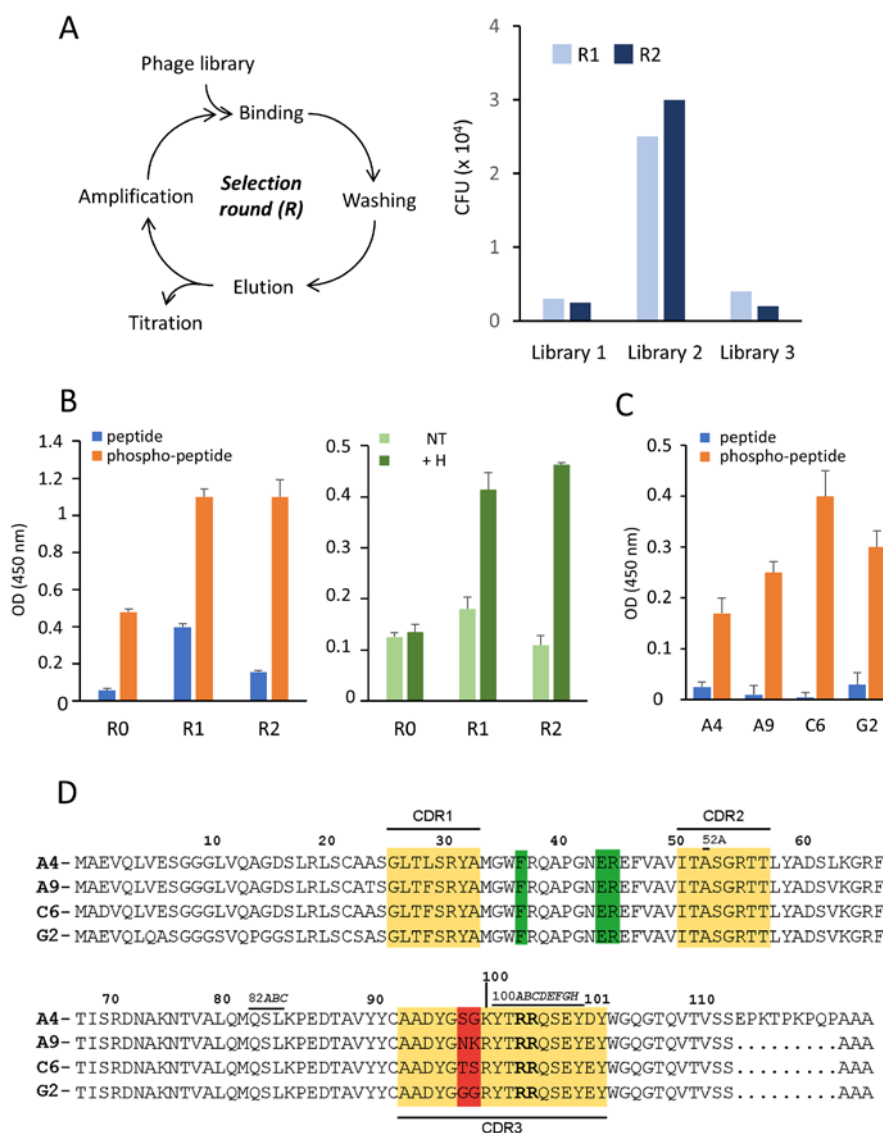 A
Phage library
Binding
Amplification
Selection
round (R)
Washing
Elution
Titration
R1 R2
CFU (x 10⁴)
4
3
2
1
0
Library 1 Library 2 Library 3
B
peptide
phospho-peptide
OD (450 nm)
1.4
1.2
1
0.8
0.6
0.4
0.2
0
R0 R1 R2
NT
+ H
0.5
0.4
0.3
0.2
0.1
0
R0 R1 R2
C
peptide
phospho-peptide
OD (450 nm)
0.5
0.4
0.3
0.2
0.1
0
A4 A9 C6 G2
D
CDR1 CDR2
10 20 30 40 50 52A 60
A4- MAEVQLVESGGGLVQAGDSLRLSCAASGLTLSRYAMGWFRQAPGNEREFVAVITASGRTTLYADSLKGRF
A9- MAEVQLVESGGGLVQAGDSLRLSCATSGLTFSRYAMGWFRQAPGNEREFVAVITASGRTTLYADSVKGRF
C6- MADVQLVESGGGLVQAGDSLRLSCAASGLTFSRYAMGWFRQAPGNEREFVAVITASGRTTLYADSVKGRF
G2- MAEVQLQASGGGSVQPGGSLRLSCSASGLTFSRYAMGWFRQAPGNEREFVAVITASGRTTLYADSVKGRF
70 80 82ABC 90 100 100ABCDEFGH 101 110
A4- TISRDNAKNTVALQMQSLKPEDTAVYYCAADYGSGKYTRRQSEYDYWGQGTQVTVSSEPKTPKPQPAAA
A9- TISRDNAKNTVALQMQSLKPEDTAVYYCAADYGNKRYTRRQSEYEYWGQGTQVTVSS.........AAA
C6- TISRDNAKNTVALQMQSLKPEDTAVYYCAADYGTSRYTRRQSEYEYWGQGTQVTVSS.........AAA
G2- TISRDNAKNTVALQMQSLKPEDTAVYYCAADYGGGRYTRRQSEYEYWGQGTQVTVSS.........AAA
CDR3